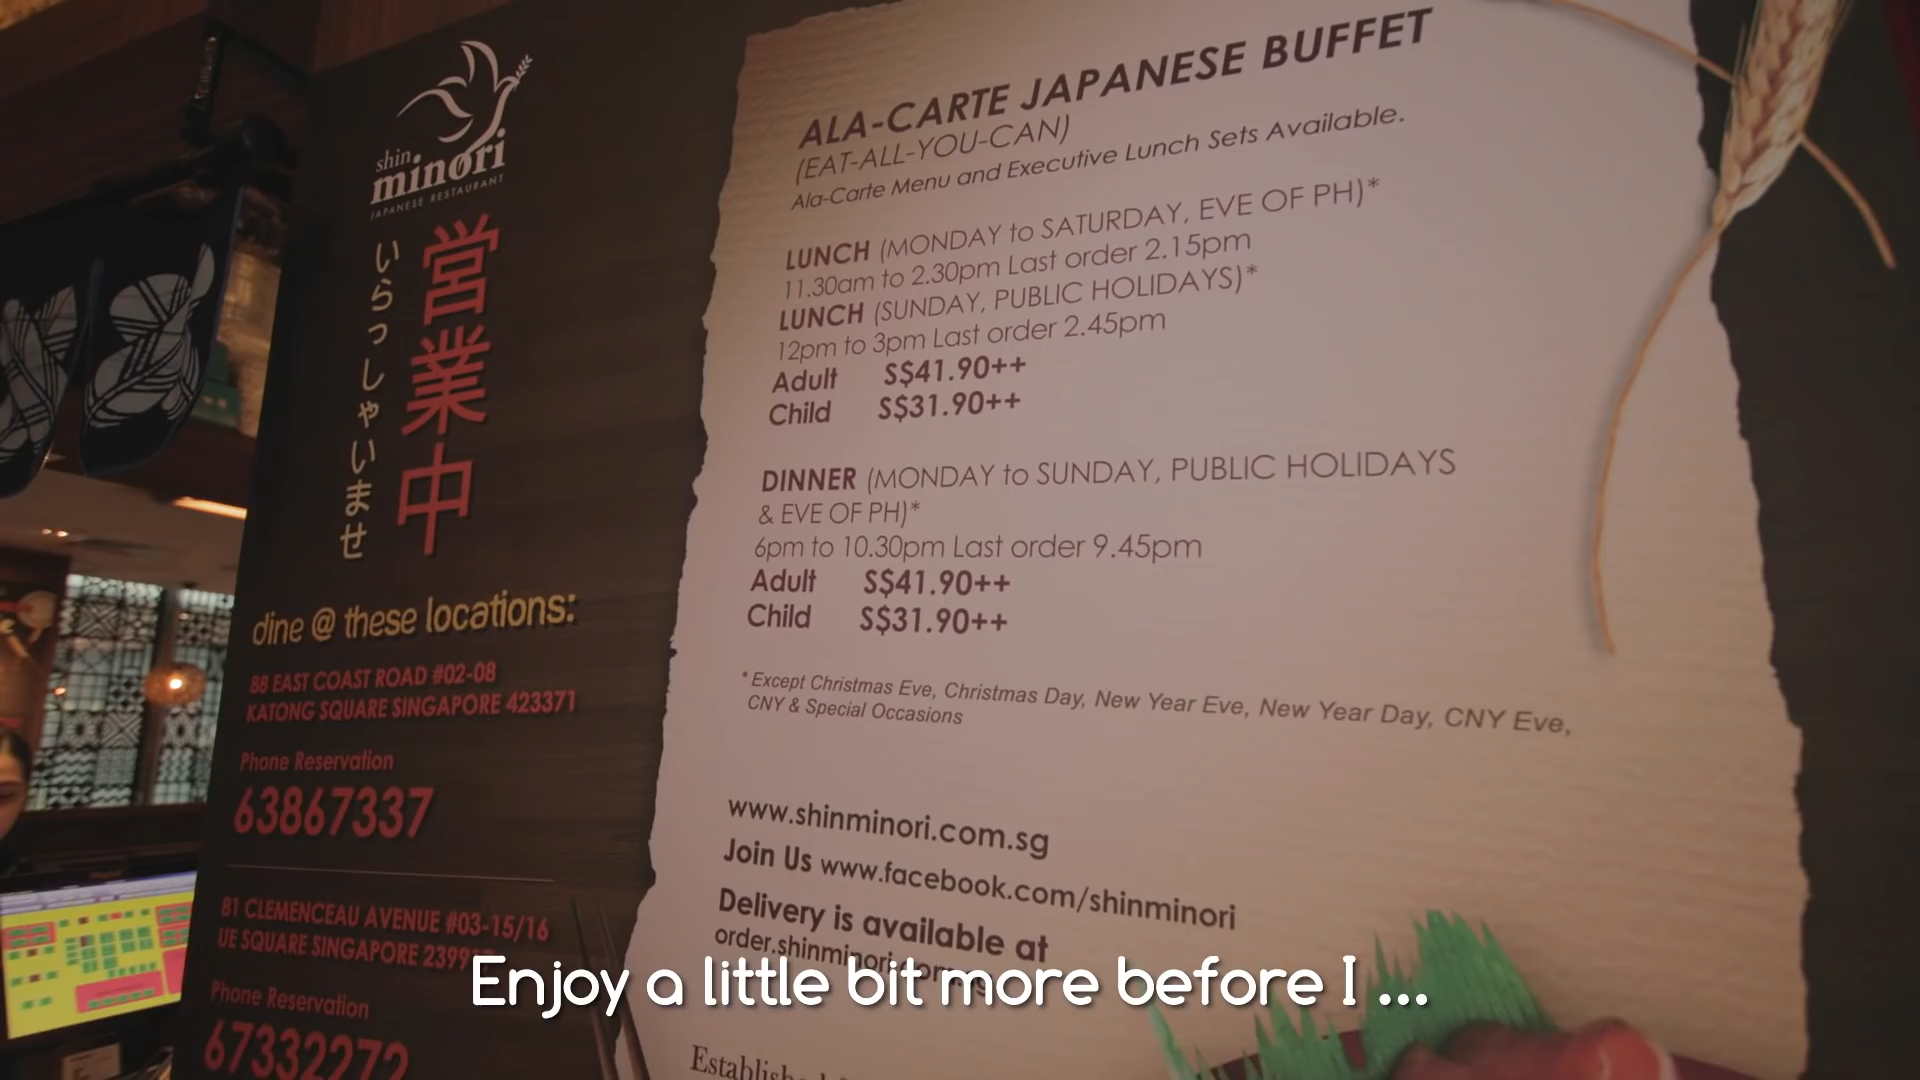 shin
minori
JAPANESE RESTAURANT
営業中
いらっしゃいませ
dine @ these locations:
88 EAST COAST ROAD #02-08
KATONG SQUARE SINGAPORE 423371
Phone Reservation
63867337
81 CLEMENCEAU AVENUE #03-15/16
UE SQUARE SINGAPORE
Phone Reservation
67332272
ALA-CARTE JAPANESE BUFFET
(EAT-ALL-YOU-CAN)
Ala-Carte Menu and Executive Lunch Sets Available.
LUNCH (MONDAY to SATURDAY, EVE OF PH)*
11.30am to 2.30pm Last order 2.15pm
LUNCH (SUNDAY, PUBLIC HOLIDAYS)*
12pm to 3pm Last order 2.45pm
Adult S$41.90++
Child S$31.90++
DINNER (MONDAY to SUNDAY, PUBLIC HOLIDAYS
& EVE OF PH)*
6pm to 10.30pm Last order 9.45pm
Adult S$41.90++
Child S$31.90++
*Except Christmas Eve, Christmas Day, New Year Eve, New Year Day, CNY Eve,
CNY & Special Occasions
www.shinminori.com.sg
Join Us www.facebook.com/shinminori
Delivery is available at
Enjoy a little bit more before I ...